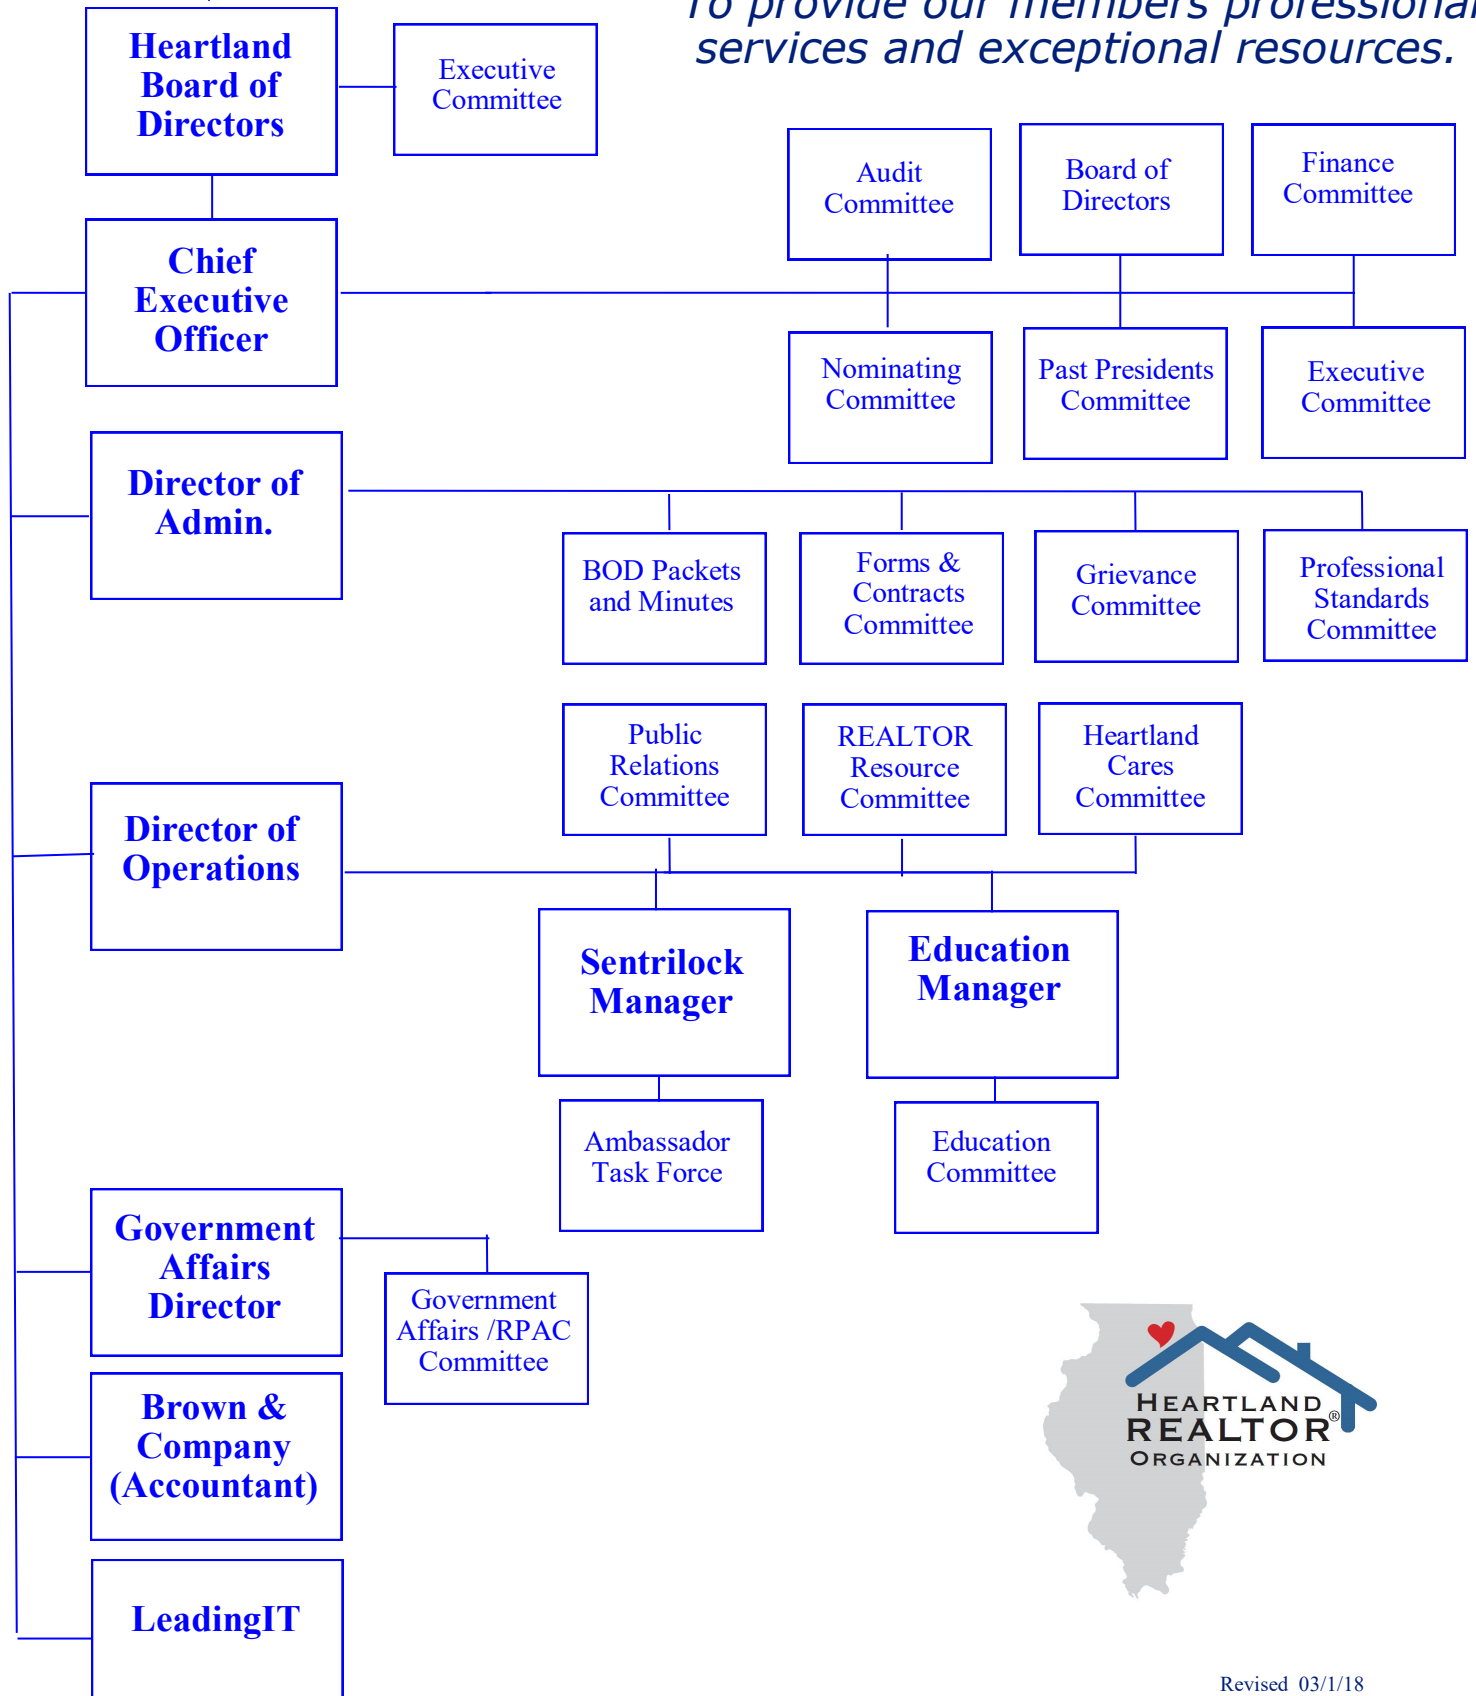 To provide our members professional
services and exceptional resources.
Heartland
Board of
Directors
Executive
Committee
Audit
Committee
Board of
Directors
Finance
Committee
Chief
Executive
Officer
Nominating
Committee
Past Presidents
Committee
Executive
Committee
Director of
Admin.
BOD Packets
and Minutes
Forms &
Contracts
Committee
Grievance
Committee
Professional
Standards
Committee
Public
Relations
Committee
REALTOR
Resource
Committee
Heartland
Cares
Committee
Director of
Operations
Sentrilock
Manager
Education
Manager
Ambassador
Task Force
Education
Committee
Government
Affairs
Director
Government
Affairs /RPAC
Committee
Brown &
Company
(Accountant)
LeadingIT
HEARTLAND
REALTOR®
ORGANIZATION
Revised 03/1/18